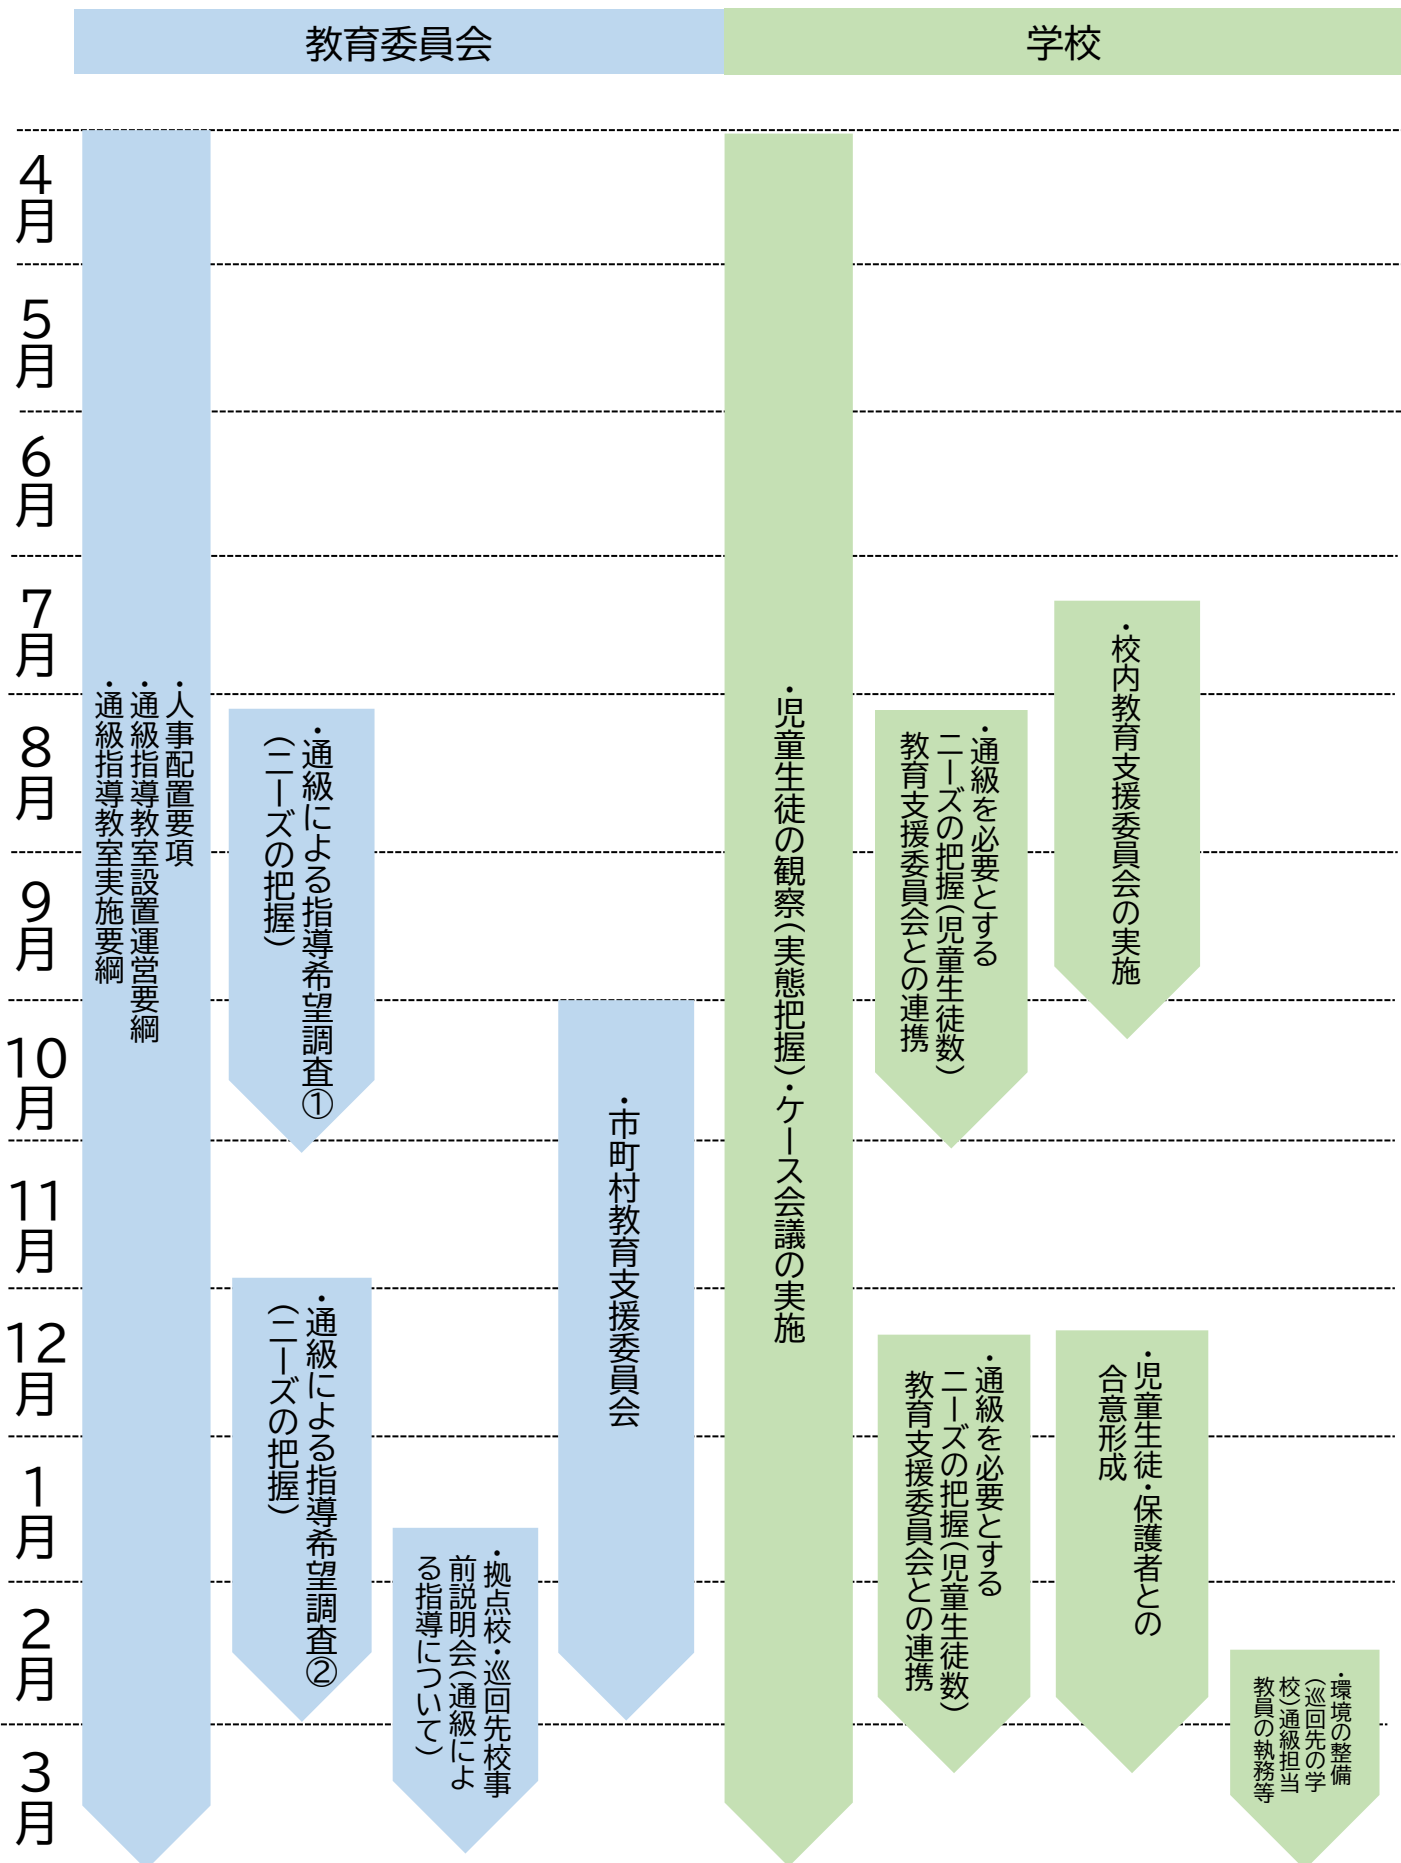 教育委員会
学校
4月
5月
6月
7月
8月
9月
10月
11月
12月
1月
2月
3月
・人事配置要項
・通級指導教室設置運営要綱
・通級指導教室実施要綱
・通級による指導希望調査①
(ニーズの把握)
・通級による指導希望調査②
(ニーズの把握)
・拠点校・巡回先校事
前説明会(通級によ
る指導について)
・市町村教育支援委員会
・児童生徒の観察(実態把握)・ケース会議の実施
・通級を必要とする
ニーズの把握(児童生徒数)
教育支援委員会との連携
・校内教育支援委員会の実施
・通級を必要とする
ニーズの把握(児童生徒数)
教育支援委員会との連携
・児童生徒・保護者との
合意形成
・環境の整備
(巡回先の学
校)通級担当
教員の執務等